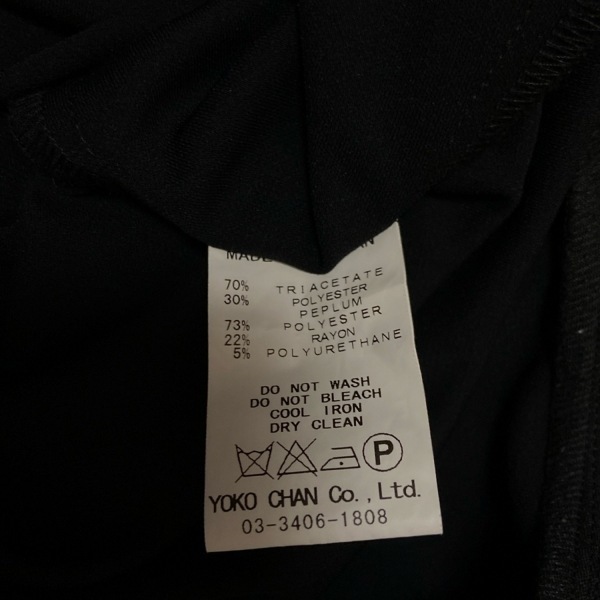 MADE
70% TRIACETATE
30% POLYESTER
PEPLUM
73% POLYESTER
22% RAYON
5% POLYURETHANE
DO NOT WASH
DO NOT BLEACH
COOL IRON
DRY CLEAN
P
YOKO CHAN Co.,Ltd.
03-3406-1808